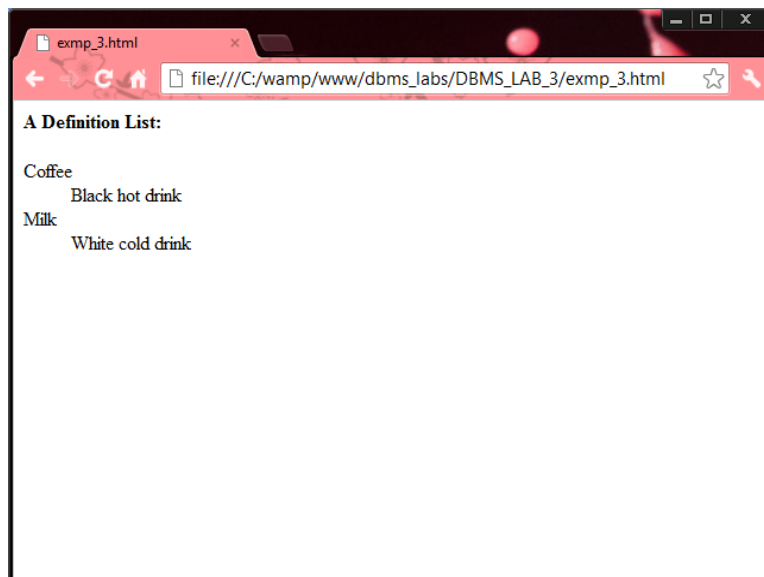 exmp_3.html
file:///C:/wamp/www/dbms_labs/DBMS_LAB_3/exmp_3.html
A Definition List:
Coffee
Black hot drink
Milk
White cold drink